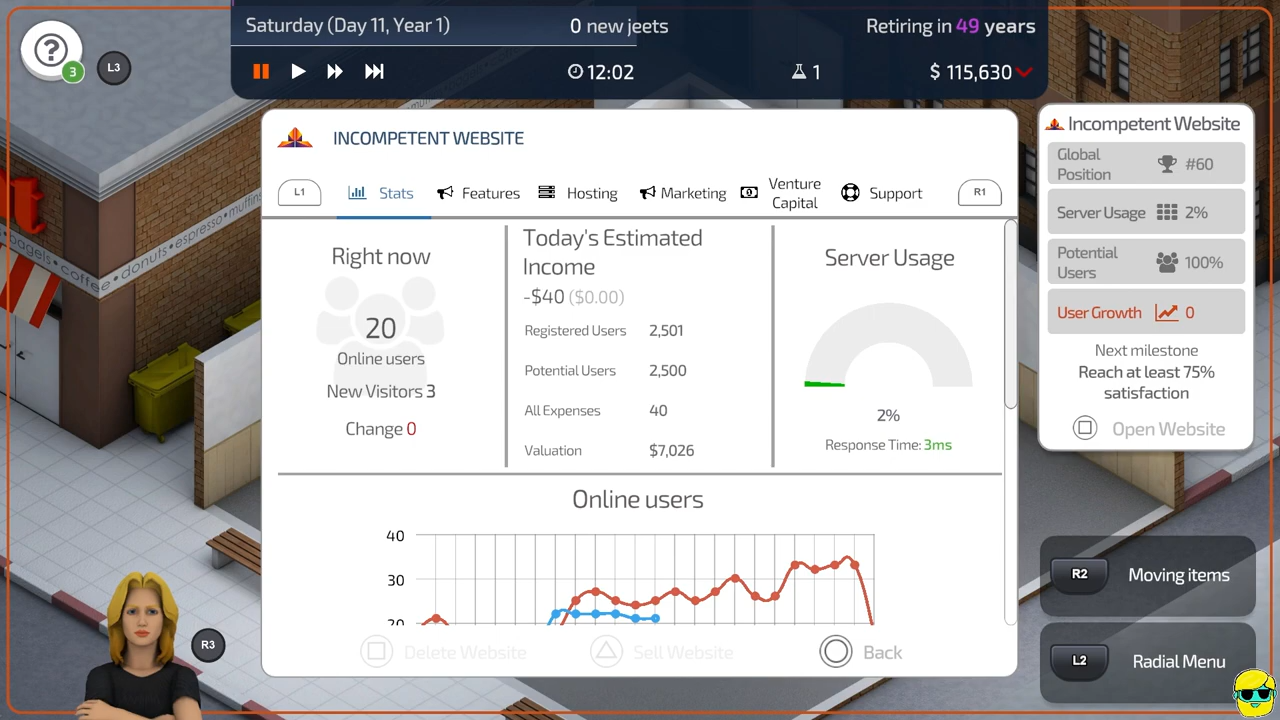 Saturday (Day 11, Year 1)
0 new jeets
Retiring in 49 years
12:02
1
$ 115,630
3
L3
INCOMPETENT WEBSITE
L1
Stats
Features
Hosting
Marketing
Venture
Capital
Support
R1
Right now
20
Online users
New Visitors 3
Change 0
Today's Estimated
Income
-$40 ($0.00)
Registered Users 2,501
Potential Users 2,500
All Expenses 40
Valuation $7,026
Server Usage
2%
Response Time: 3ms
Online users
40
30
20
Delete Website
Sell Website
Back
Incompetent Website
Global
Position
#60
Server Usage
2%
Potential
Users
100%
User Growth
0
Next milestone
Reach at least 75%
satisfaction
Open Website
R2
Moving items
L2
Radial Menu
R3
t
bagels • coffee • donuts • espresso • muffins